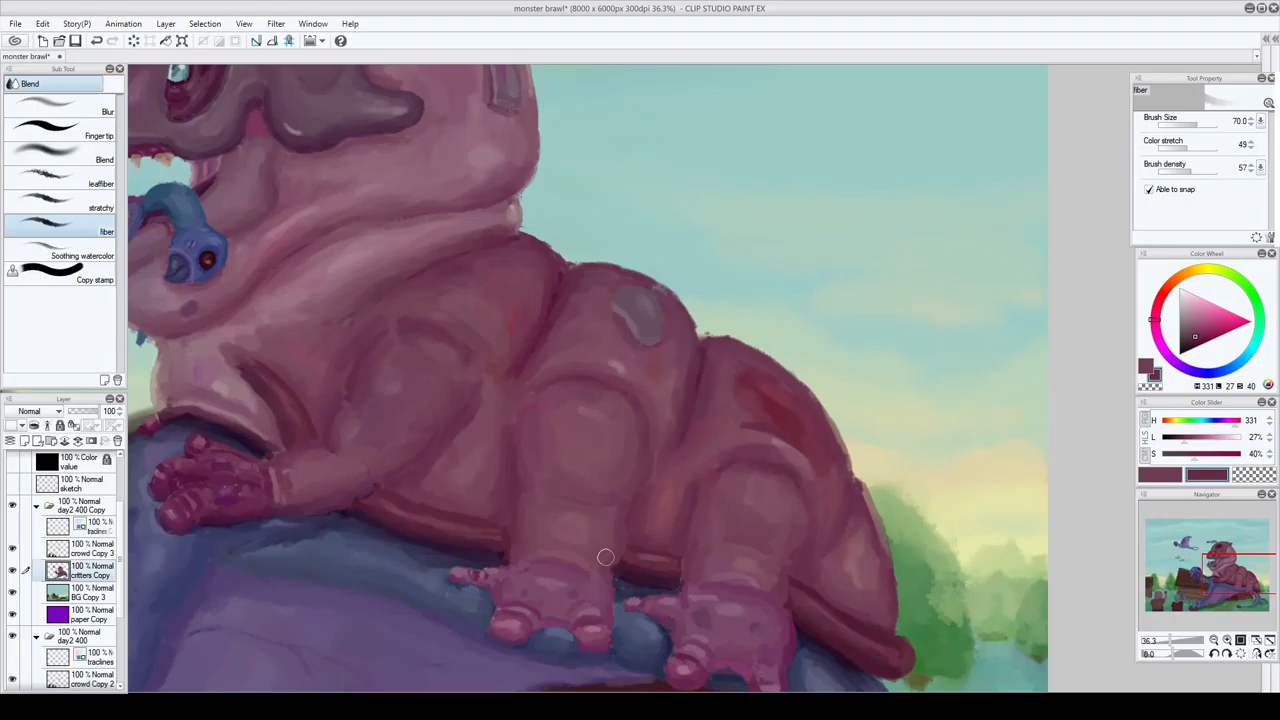 monster brawl* (8000 x 6000px 300dpi 36.3%) - CLIP STUDIO PAINT EX
File Edit Story(P) Animation Layer Selection View Filter Window Help
monster brawl*
Sub Tool
Blend
Blur
Finger tip
Blend
leaffiber
stratchy
fiber
Soothing watercolor
Copy stamp
Layer
Normal 100
100 % Color
value
100 % Normal
sketch
100 % Normal
day2 400 Copy
100 % N
100 % Normal
crowd Copy 3
100 % Normal
critters Copy
100 % Normal
BG Copy 3
100 % Normal
paper Copy
100 % Normal
day2 400
100 % N
100 % Normal
crowd Copy 2
Tool Property
fiber
Brush Size 70.0
Color stretch 49
Brush density 57
Able to snap
Color Wheel
H 331 L 27 S 40
Color Slider
H 331
L 27%
S 40%
Navigator
36.3
0.0